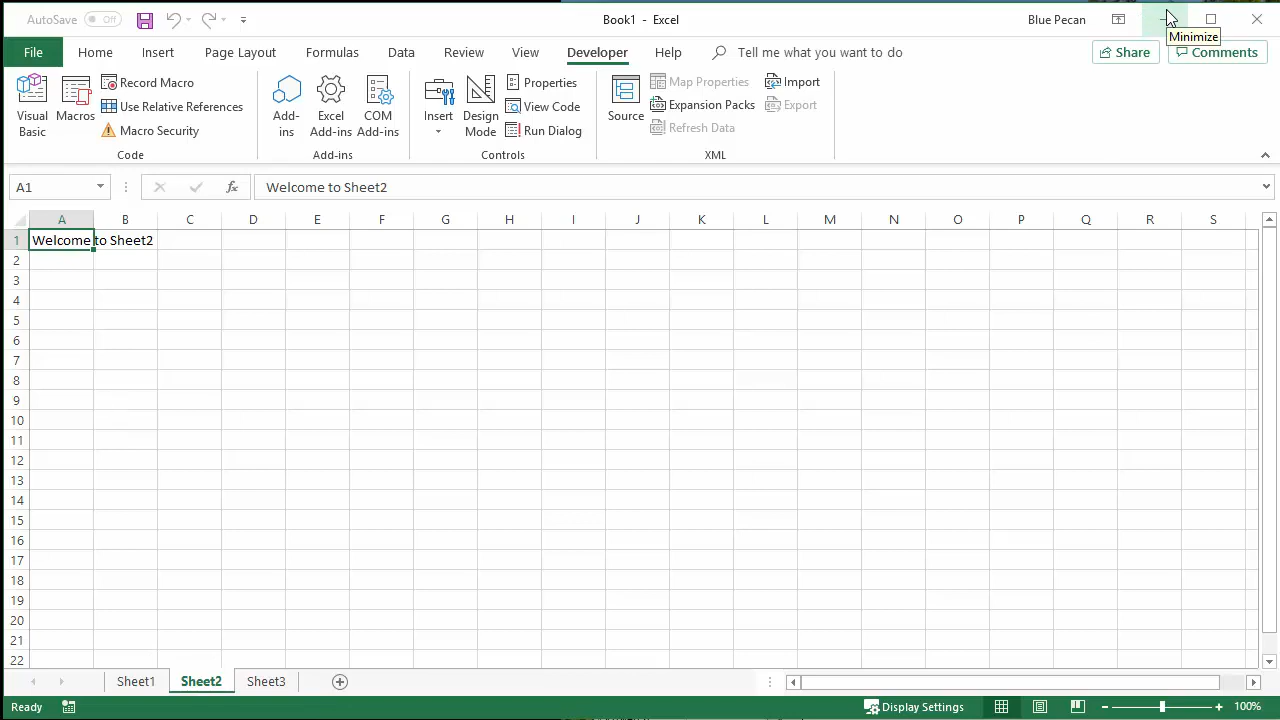 AutoSave Off Book1 - Excel Blue Pecan
Minimize
File Home Insert Page Layout Formulas Data Review View Developer Help Tell me what you want to do Share Comments
Visual Basic
Macros
Record Macro
Use Relative References
Macro Security
Code
Add-ins
Excel Add-ins
COM Add-ins
Add-ins
Insert
Design Mode
Properties
View Code
Run Dialog
Controls
Source
Map Properties
Expansion Packs
Refresh Data
Import
Export
XML
A1 fx Welcome to Sheet2
A B C D E F G H I J K L M N O P Q R S
1 Welcome to Sheet2
2
3
4
5
6
7
8
9
10
11
12
13
14
15
16
17
18
19
20
21
22
Sheet1 Sheet2 Sheet3
Ready Display Settings 100%